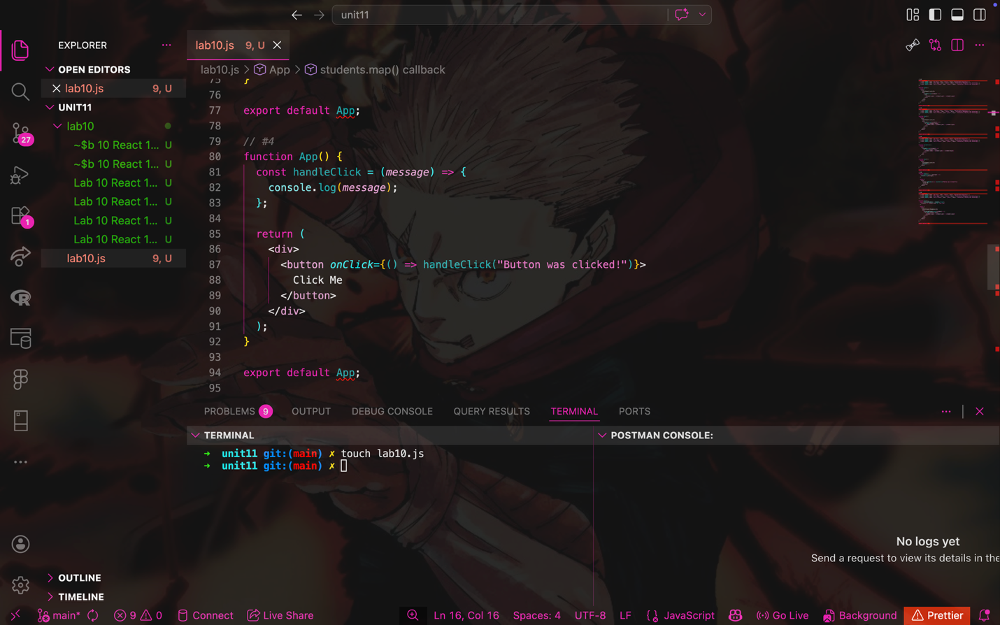 unit11
EXPLORER
OPEN EDITORS
lab10.js 9, U
UNIT11
lab10
~$b 10 React 1... U
~$b 10 React 1... U
Lab 10 React 1... U
Lab 10 React 1... U
Lab 10 React 1... U
Lab 10 React 1... U
lab10.js 9, U
27
1
OUTLINE
TIMELINE
lab10.js 9, U
lab10.js > App > students.map() callback
75 }
76
77 export default App;
78
79 // #4
80 function App() {
81 const handleClick = (message) => {
82 console.log(message);
83 };
84
85 return (
86 <div>
87 <button onClick={() => handleClick("Button was clicked!")}>
88 Click Me
89 </button>
90 </div>
91 );
92 }
93
94 export default App;
95
PROBLEMS 9 OUTPUT DEBUG CONSOLE QUERY RESULTS TERMINAL PORTS
TERMINAL
→ unit11 git:(main) ✗ touch lab10.js
→ unit11 git:(main) ✗
POSTMAN CONSOLE:
No logs yet
Send a request to view its details in the
main* 9 0 Connect Live Share Ln 16, Col 16 Spaces: 4 UTF-8 LF { } JavaScript Go Live Background Prettier